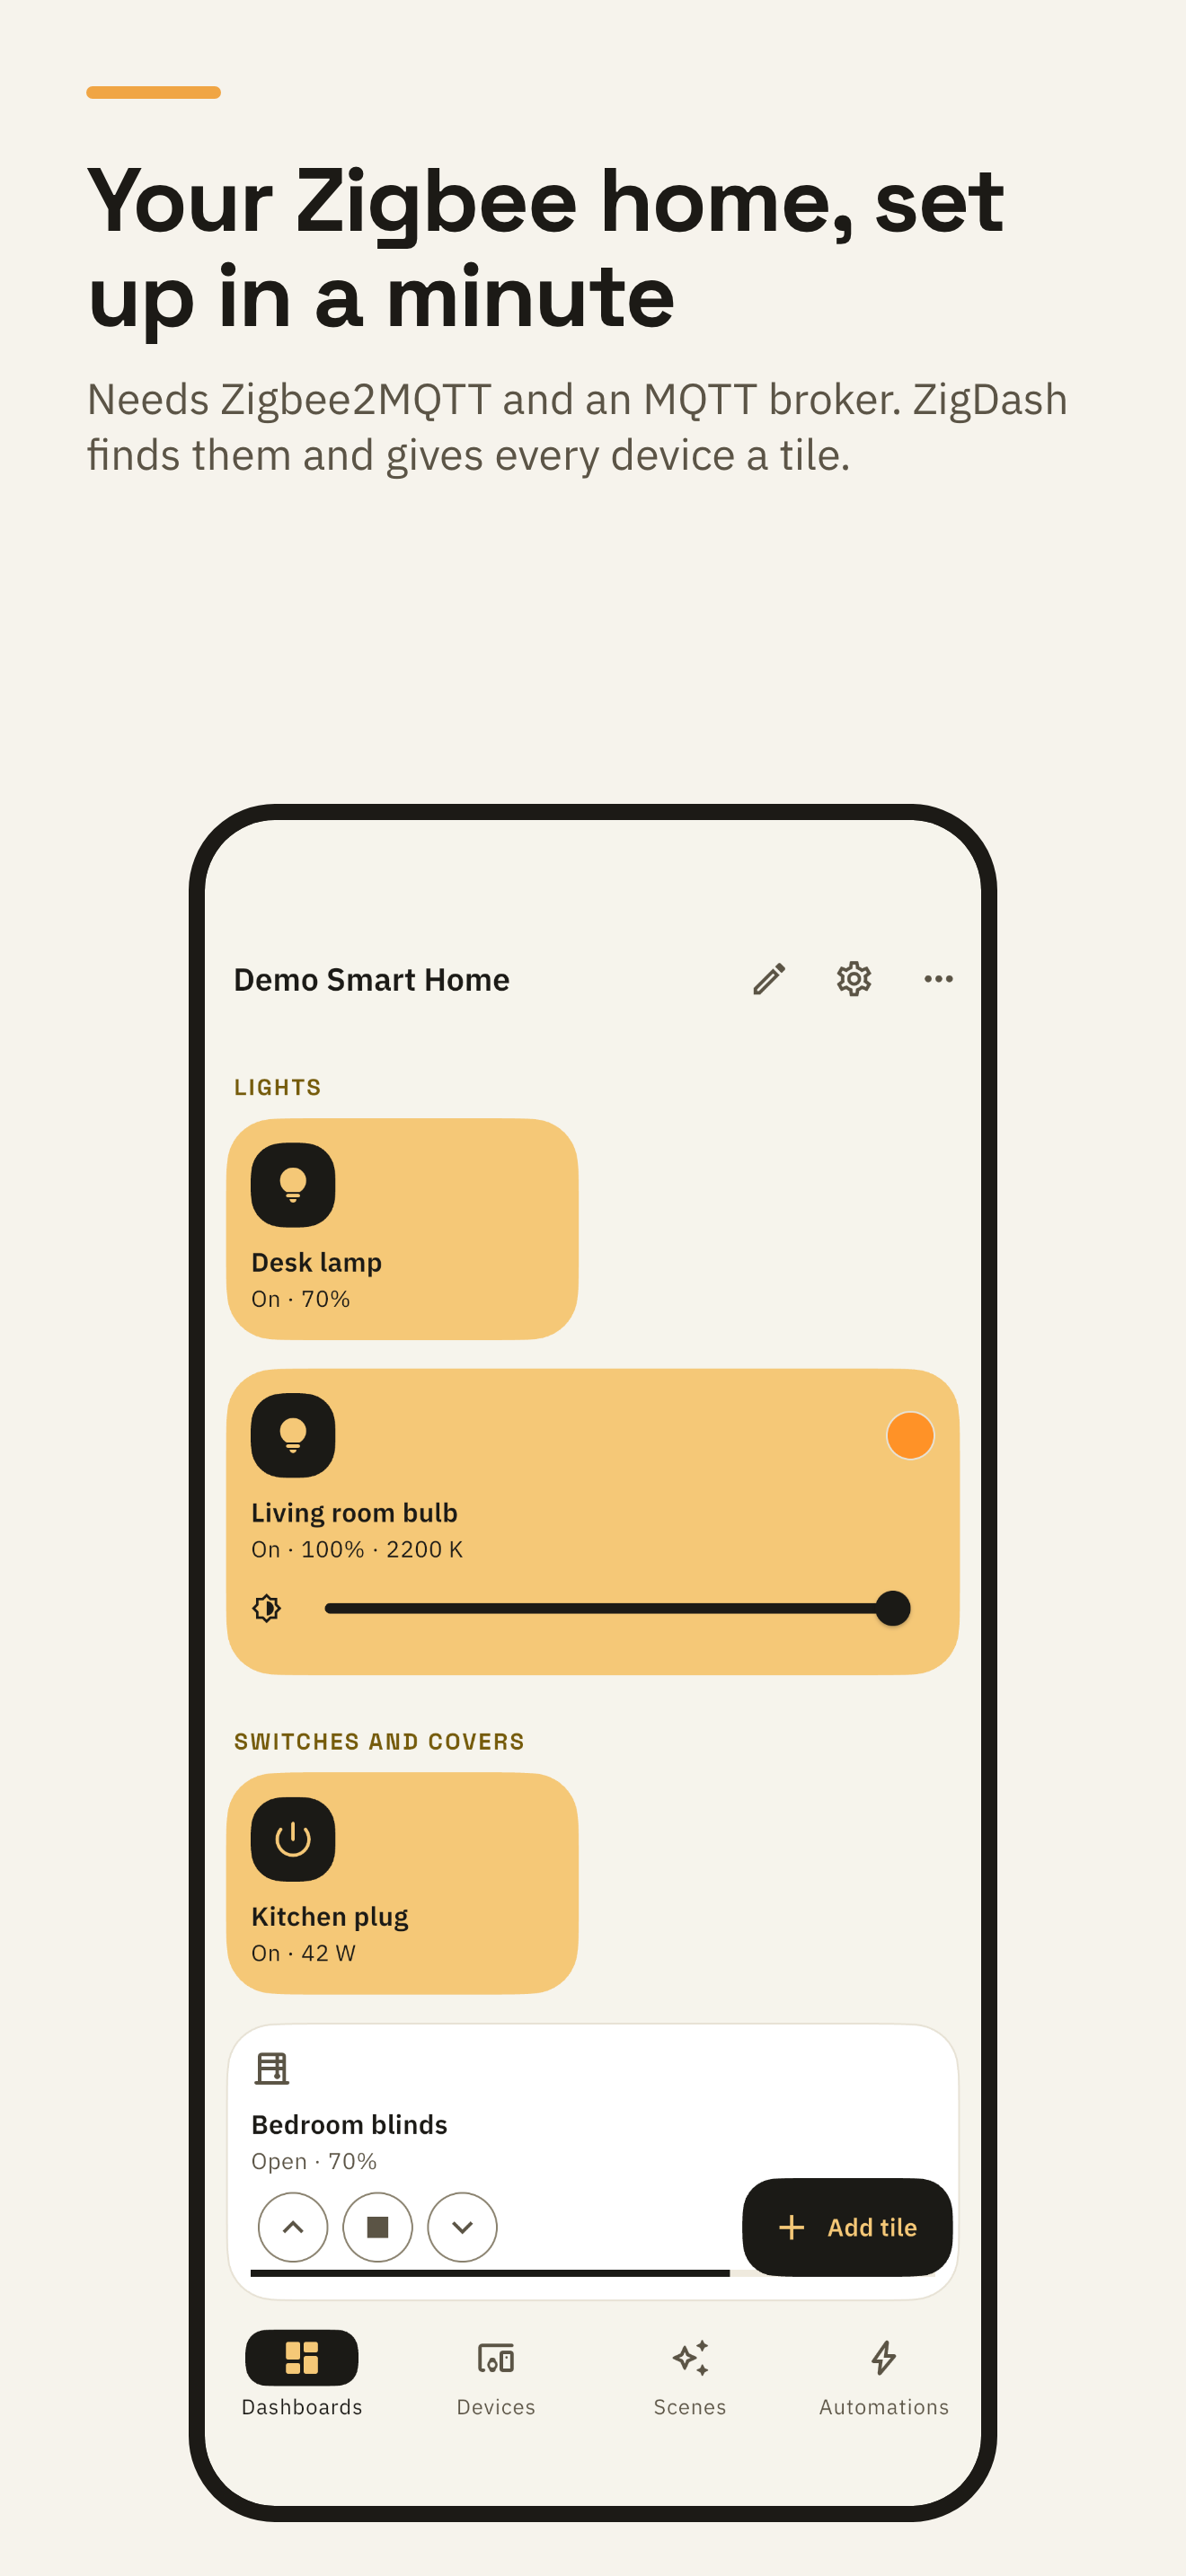 Your Zigbee home, set
up in a minute
Needs Zigbee2MQTT and an MQTT broker. ZigDash
finds them and gives every device a tile.
Demo Smart Home
LIGHTS
Desk lamp
On · 70%
Living room bulb
On · 100% · 2200 K
SWITCHES AND COVERS
Kitchen plug
On · 42 W
Bedroom blinds
Open · 70%
Add tile
Dashboards
Devices
Scenes
Automations